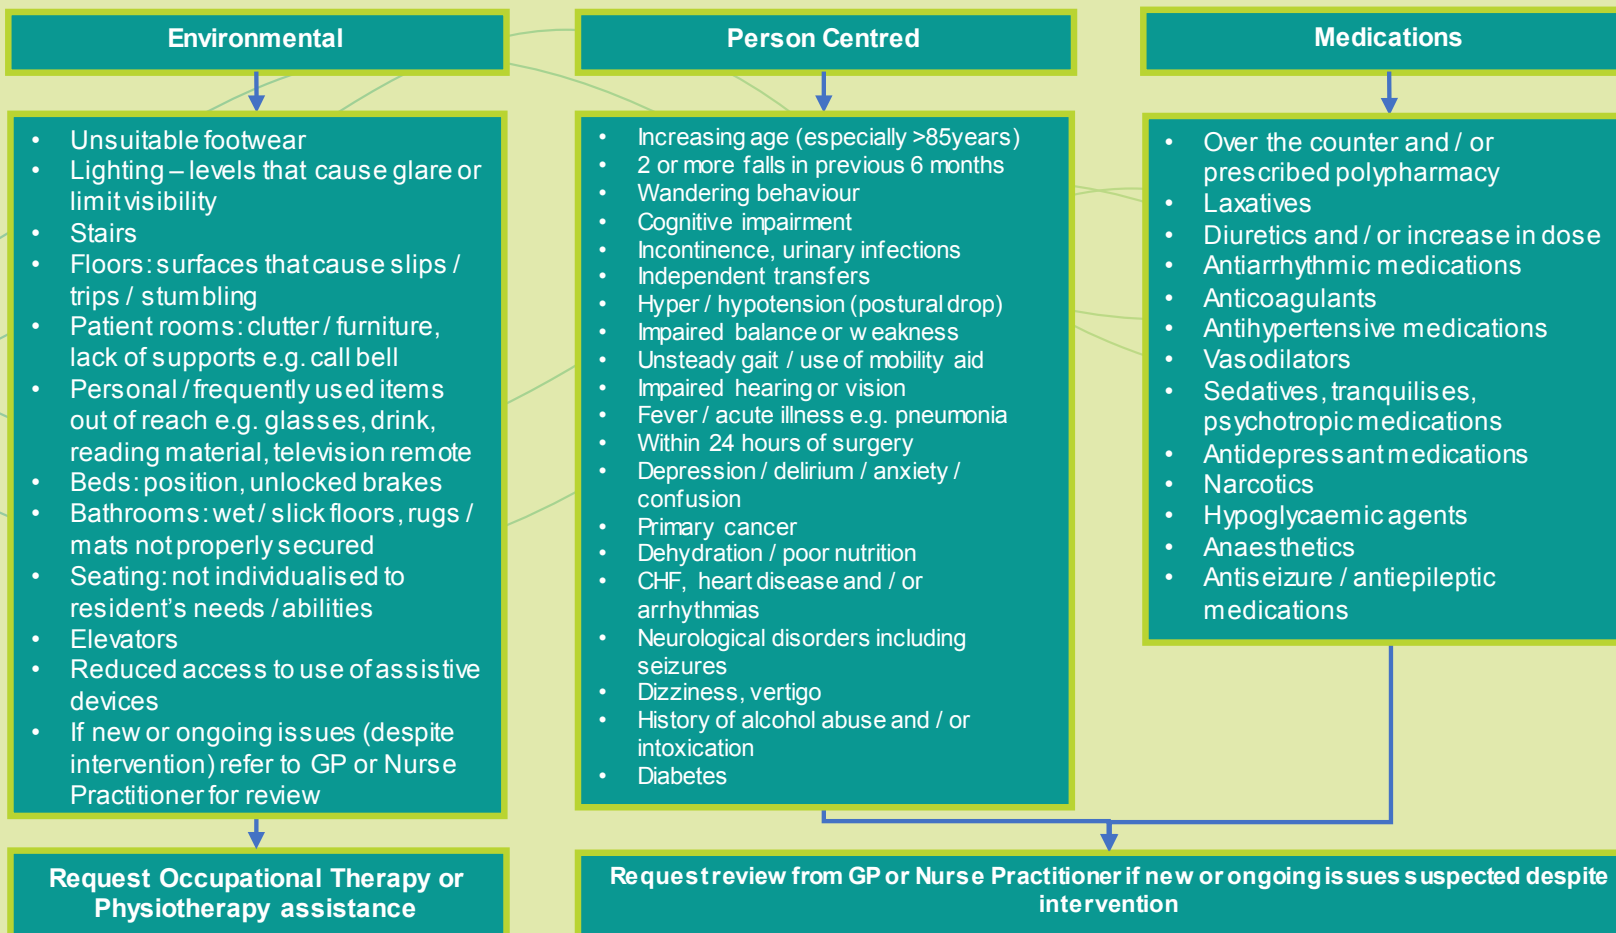 Environmental
• Unsuitable footwear
• Lighting – levels that cause glare or
limit visibility
• Stairs
• Floors: surfaces that cause slips /
trips / stumbling
• Patient rooms: clutter / furniture,
lack of supports e.g. call bell
• Personal / frequently used items
out of reach e.g. glasses, drink,
reading material, television remote
• Beds: position, unlocked brakes
• Bathrooms: wet / slick floors, rugs /
mats not properly secured
• Seating: not individualised to
resident’s needs / abilities
• Elevators
• Reduced access to use of assistive
devices
• If new or ongoing issues (despite
intervention) refer to GP or Nurse
Practitioner for review
Request Occupational Therapy or
Physiotherapy assistance
Person Centred
• Increasing age (especially >85years)
• 2 or more falls in previous 6 months
• Wandering behaviour
• Cognitive impairment
• Incontinence, urinary infections
• Independent transfers
• Hyper / hypotension (postural drop)
• Impaired balance or weakness
• Unsteady gait / use of mobility aid
• Impaired hearing or vision
• Fever / acute illness e.g. pneumonia
• Within 24 hours of surgery
• Depression / delirium / anxiety /
confusion
• Primary cancer
• Dehydration / poor nutrition
• CHF, heart disease and / or
arrhythmias
• Neurological disorders including
seizures
• Dizziness, vertigo
• History of alcohol abuse and / or
intoxication
• Diabetes
Medications
• Over the counter and / or
prescribed polypharmacy
• Laxatives
• Diuretics and / or increase in dose
• Antiarrhythmic medications
• Anticoagulants
• Antihypertensive medications
• Vasodilators
• Sedatives, tranquilises,
psychotropic medications
• Antidepressant medications
• Narcotics
• Hypoglycaemic agents
• Anaesthetics
• Antiseizure / antiepileptic
medications
Request review from GP or Nurse Practitioner if new or ongoing issues suspected despite
intervention